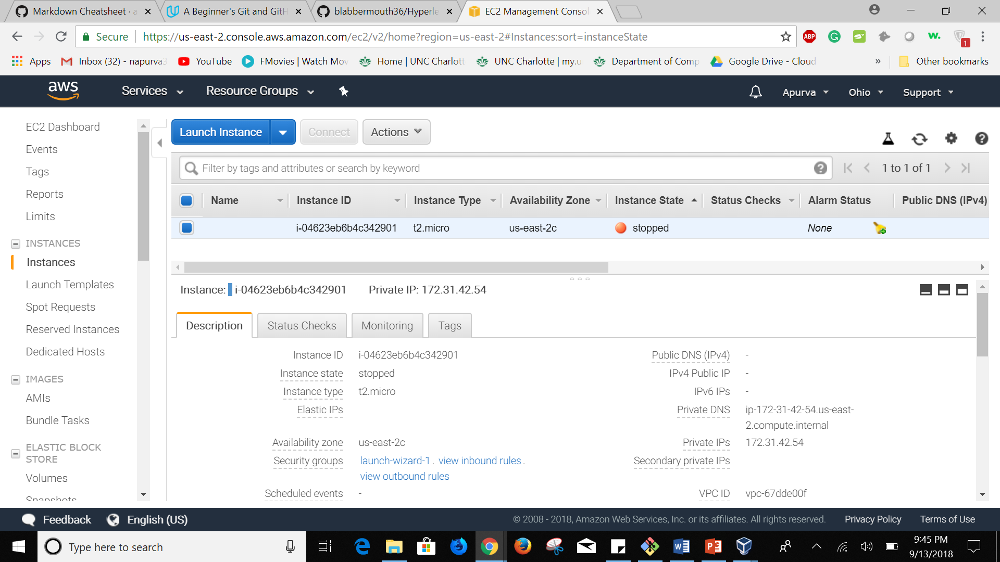 Markdown Cheatsheet · a
A Beginner's Git and GitH
blabbermouth36/Hyperle
EC2 Management Consol
Secure
https://us-east-2.console.aws.amazon.com/ec2/v2/home?region=us-east-2#Instances:sort=instanceState
ABP
G
w.
1
Apps
Inbox (32) - napurva3
YouTube
FMovies | Watch Mov
Home | UNC Charlott
UNC Charlotte | my.u
Department of Comp
Google Drive - Cloud
»
Other bookmarks
aws
Services
Resource Groups
Apurva
Ohio
Support
EC2 Dashboard
Events
Tags
Reports
Limits
INSTANCES
Instances
Launch Templates
Spot Requests
Reserved Instances
Dedicated Hosts
IMAGES
AMIs
Bundle Tasks
ELASTIC BLOCK
STORE
Volumes
Snapshots
Launch Instance
Connect
Actions
Filter by tags and attributes or search by keyword
1 to 1 of 1
Name
Instance ID
Instance Type
Availability Zone
Instance State
Status Checks
Alarm Status
Public DNS (IPv4)
i-04623eb6b4c342901
t2.micro
us-east-2c
stopped
None
Instance: i-04623eb6b4c342901
Private IP: 172.31.42.54
Description
Status Checks
Monitoring
Tags
Instance ID i-04623eb6b4c342901
Instance state stopped
Instance type t2.micro
Elastic IPs
Availability zone us-east-2c
Security groups launch-wizard-1. view inbound rules.
view outbound rules
Scheduled events -
Public DNS (IPv4) -
IPv4 Public IP -
IPv6 IPs -
Private DNS ip-172-31-42-54.us-east-
2.compute.internal
Private IPs 172.31.42.54
Secondary private IPs
VPC ID vpc-67dde00f
Feedback
English (US)
© 2008 - 2018, Amazon Web Services, Inc. or its affiliates. All rights reserved.
Privacy Policy
Terms of Use
Type here to search
9:45 PM
9/13/2018